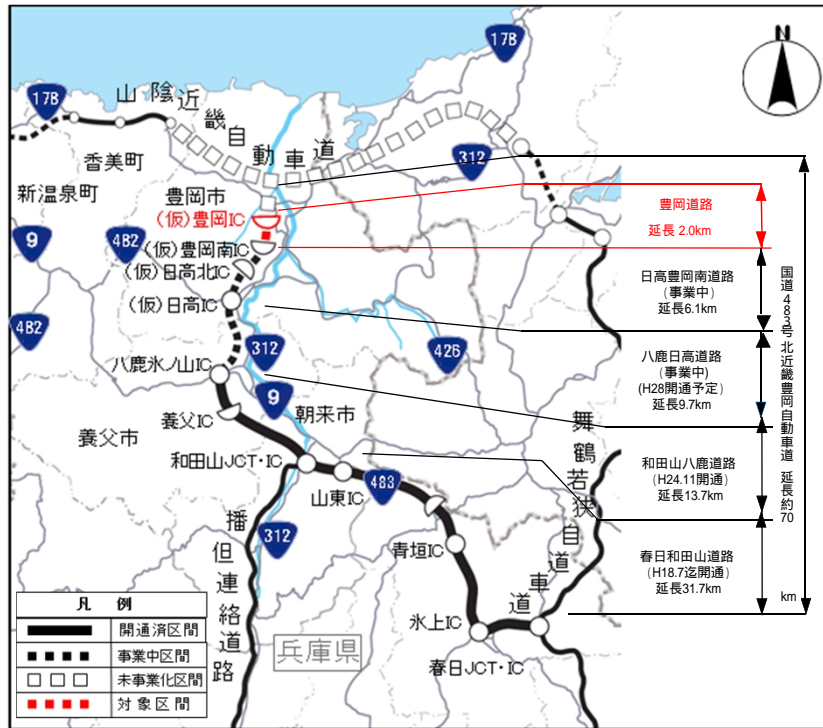 178
N
178
山陰近畿自動車道
香美町
312
新温泉町
豊岡市
(仮)豊岡IC
9
482
(仮)豊岡南IC
(仮)日高北IC
(仮)日高IC
482
312
426
八鹿氷ノ山IC
9
朝来市
養父IC
養父市
和田山JCT・IC
483
山東IC
舞鶴若狭自動車道
312
播但連絡道路
青垣IC
氷上IC
春日JCT・IC
兵庫県
豊岡道路
延長 2.0km
日高豊岡南道路
(事業中)
延長6.1km
八鹿日高道路
(事業中)
(H28開通予定)
延長9.7km
和田山八鹿道路
(H24.11開通)
延長13.7km
春日和田山道路
(H18.7迄開通)
延長31.7km
国道483号 北近畿豊岡自動車道 延長約70
km
凡 例
開通済区間
事業中区間
未事業化区間
対象区間